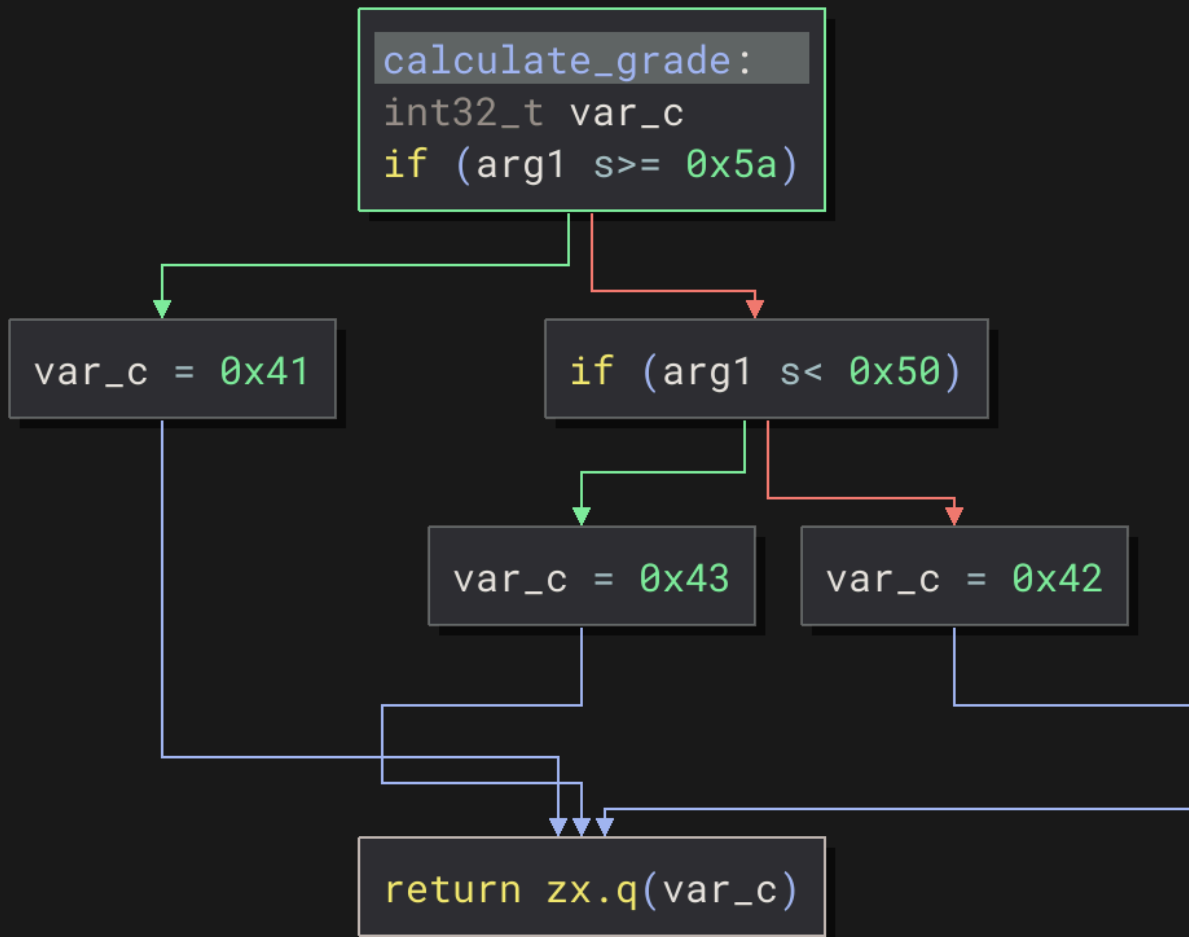 calculate_grade:
int32_t var_c
if (arg1 s>= 0x5a)
var_c = 0x41
if (arg1 s< 0x50)
var_c = 0x43
var_c = 0x42
return zx.q(var_c)